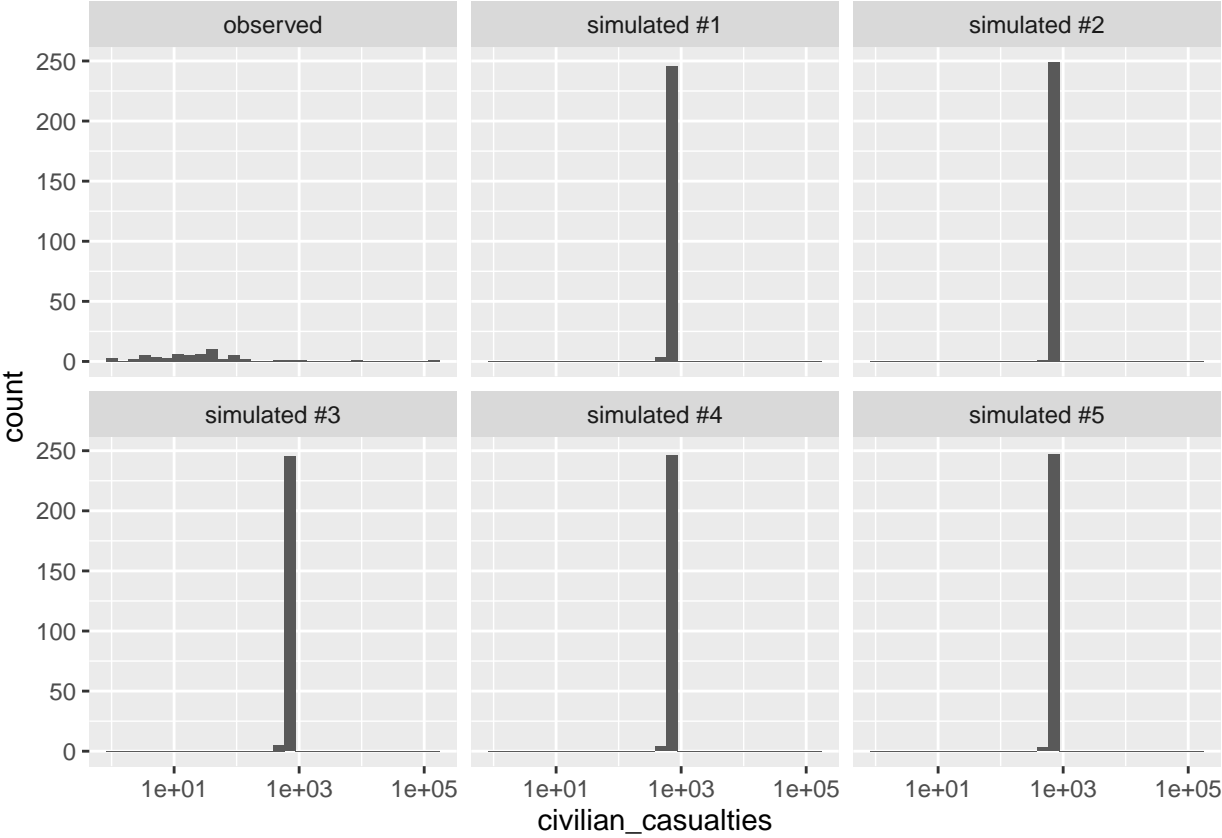 observed
simulated #1
simulated #2
250
200
150
100
50
0
count
simulated #3
simulated #4
simulated #5
250
200
150
100
50
0
1e+01 1e+03 1e+05
1e+01 1e+03 1e+05
1e+01 1e+03 1e+05
civilian_casualties